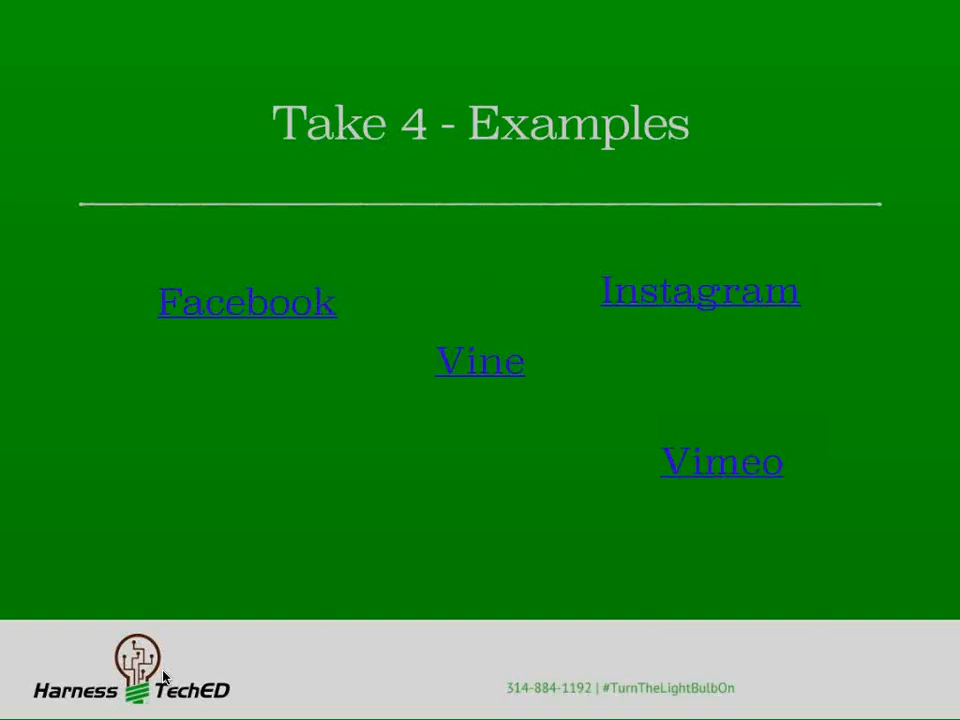 Take 4 - Examples
Facebook
Instagram
Vine
Vimeo
Harness TechED
314-884-1192 | #TurnTheLightBulbOn